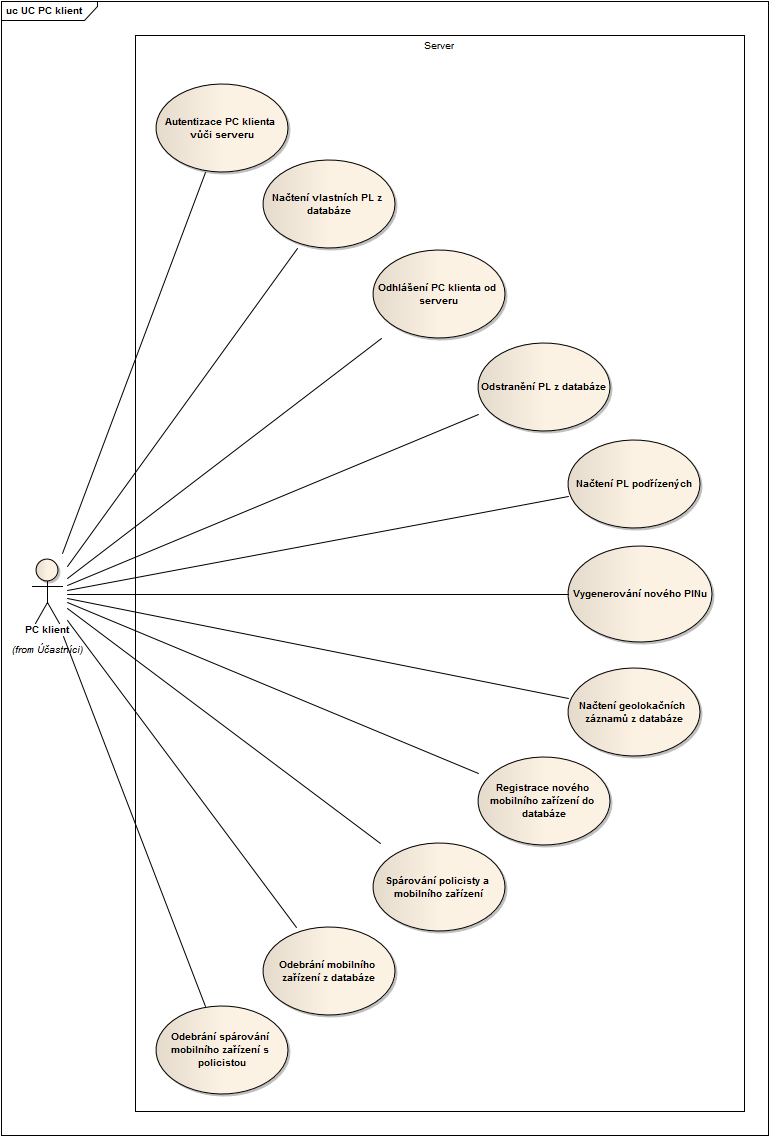 uc UC PC klient
Server
Autentizace PC klienta
vůči serveru
Načtení vlastních PL z
databáze
Odhlášení PC klienta od
serveru
Odstranění PL z databáze
Načtení PL podřízených
Vygenerování nového PINu
PC klient
(from Účastníci)
Načtení geolokačních
záznamů z databáze
Registrace nového
mobilního zařízení do
databáze
Spárování policisty a
mobilního zařízení
Odebrání mobilního
zařízení z databáze
Odebrání spárování
mobilního zařízení s
policistou